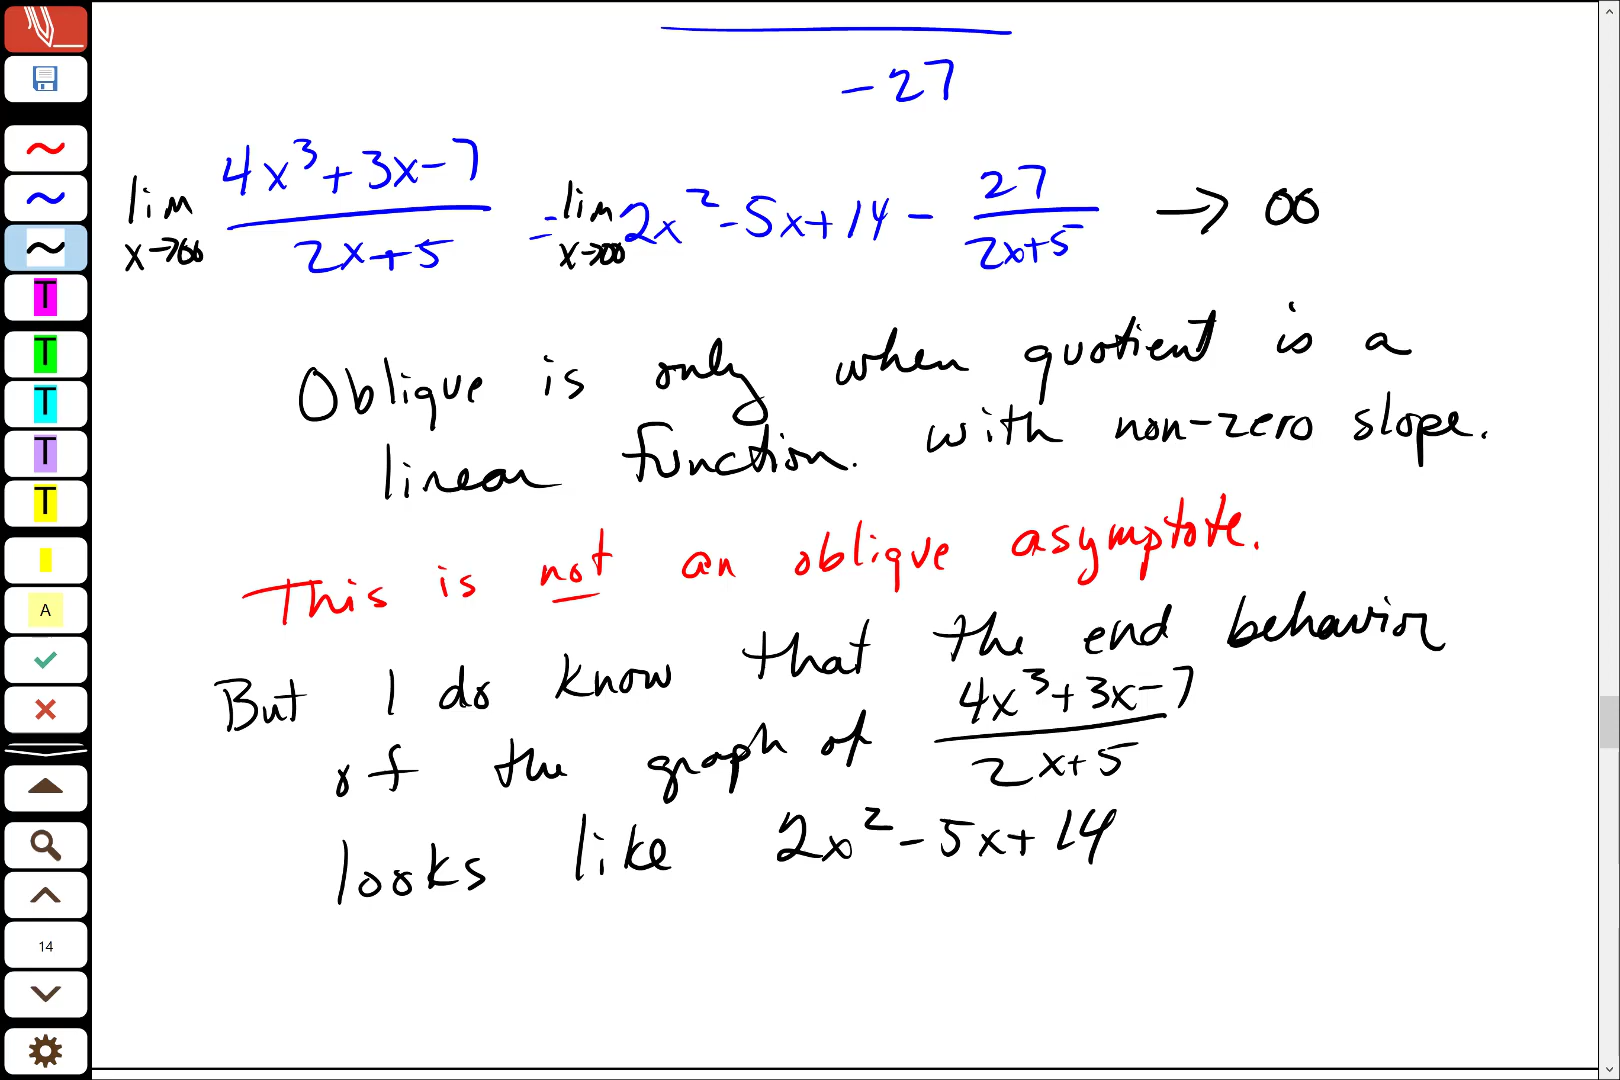 -27
lim x→∞ (4x³+3x-7)/(2x+5) = lim x→∞ 2x²-5x+14 - 27/(2x+5) → ∞
Oblique is only when quotient is a
linear function. with non-zero slope.
This is not an oblique asymptote.
But I do know that the end behavior
of the graph of (4x³+3x-7)/(2x+5)
looks like 2x²-5x+14
T
T
T
T
T
A
14